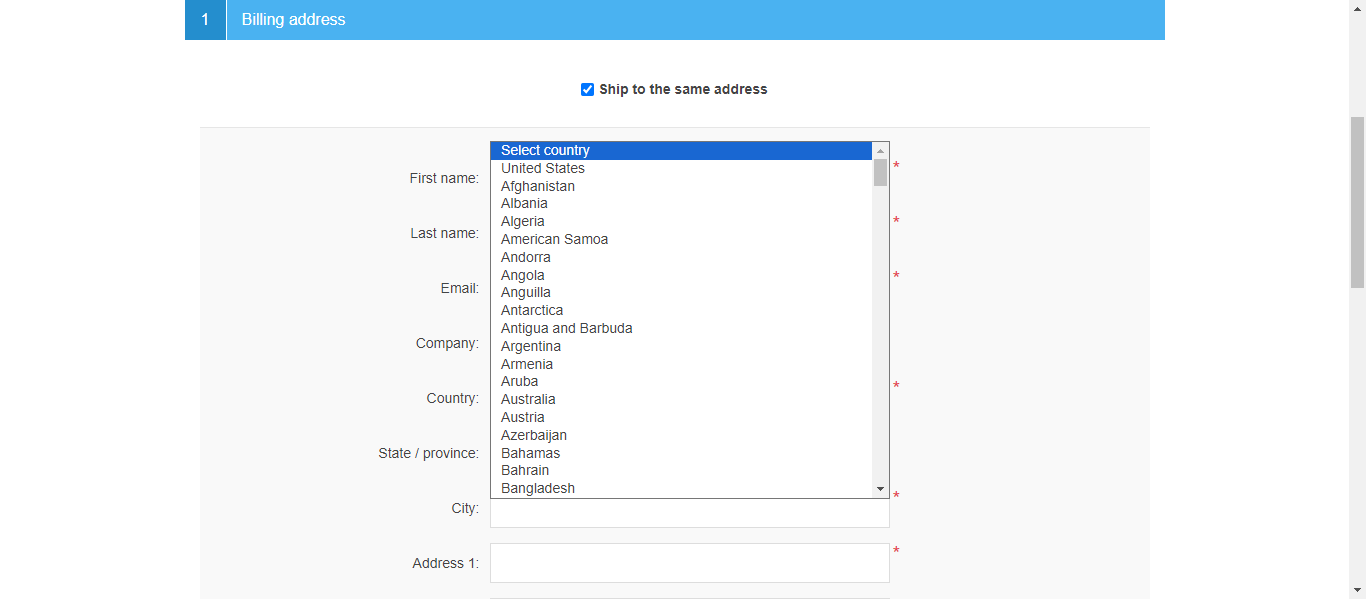 1 Billing address
Ship to the same address
Select country
United States *
First name:
Afghanistan
Albania
Algeria *
Last name:
American Samoa
Andorra
Angola *
Email:
Anguilla
Antarctica
Antigua and Barbuda
Company:
Argentina
Armenia
Aruba *
Country:
Australia
Austria
Azerbaijan
State / province:
Bahamas
Bahrain
Bangladesh *
City:
Address 1: *